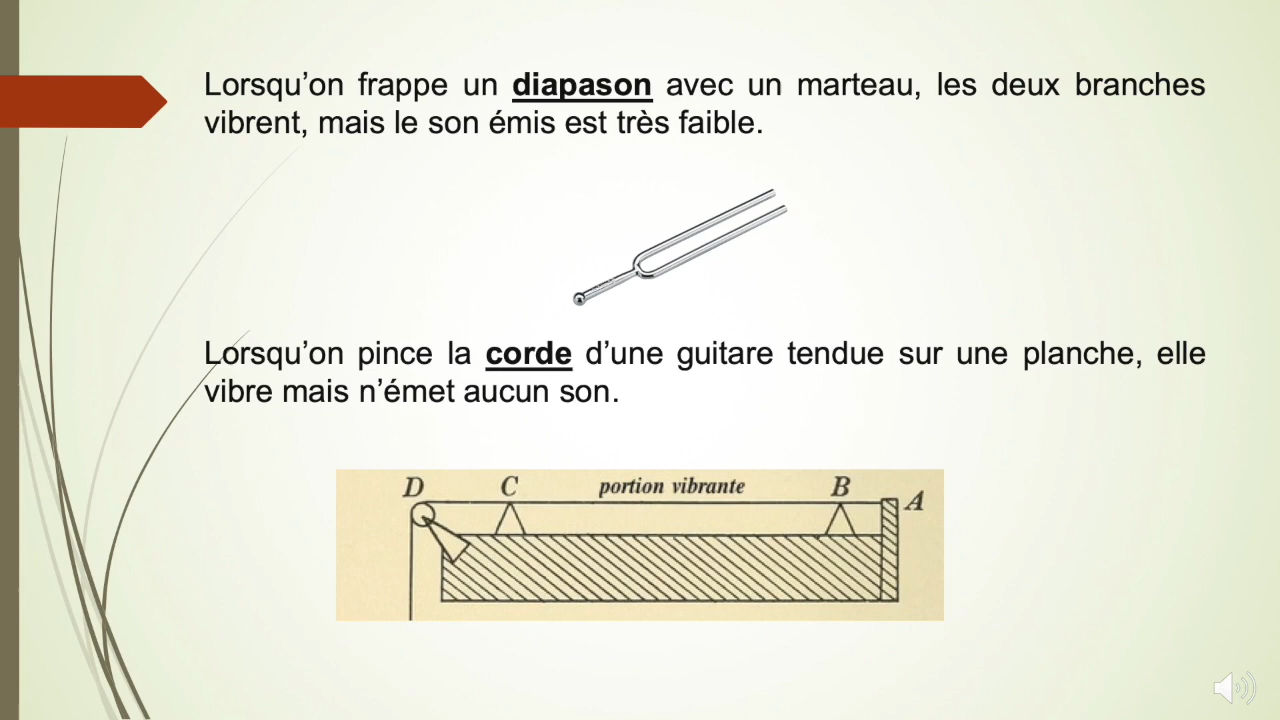 Lorsqu’on frappe un diapason avec un marteau, les deux branches
vibrent, mais le son émis est très faible.
Lorsqu’on pince la corde d’une guitare tendue sur une planche, elle
vibre mais n’émet aucun son.
D C portion vibrante B A